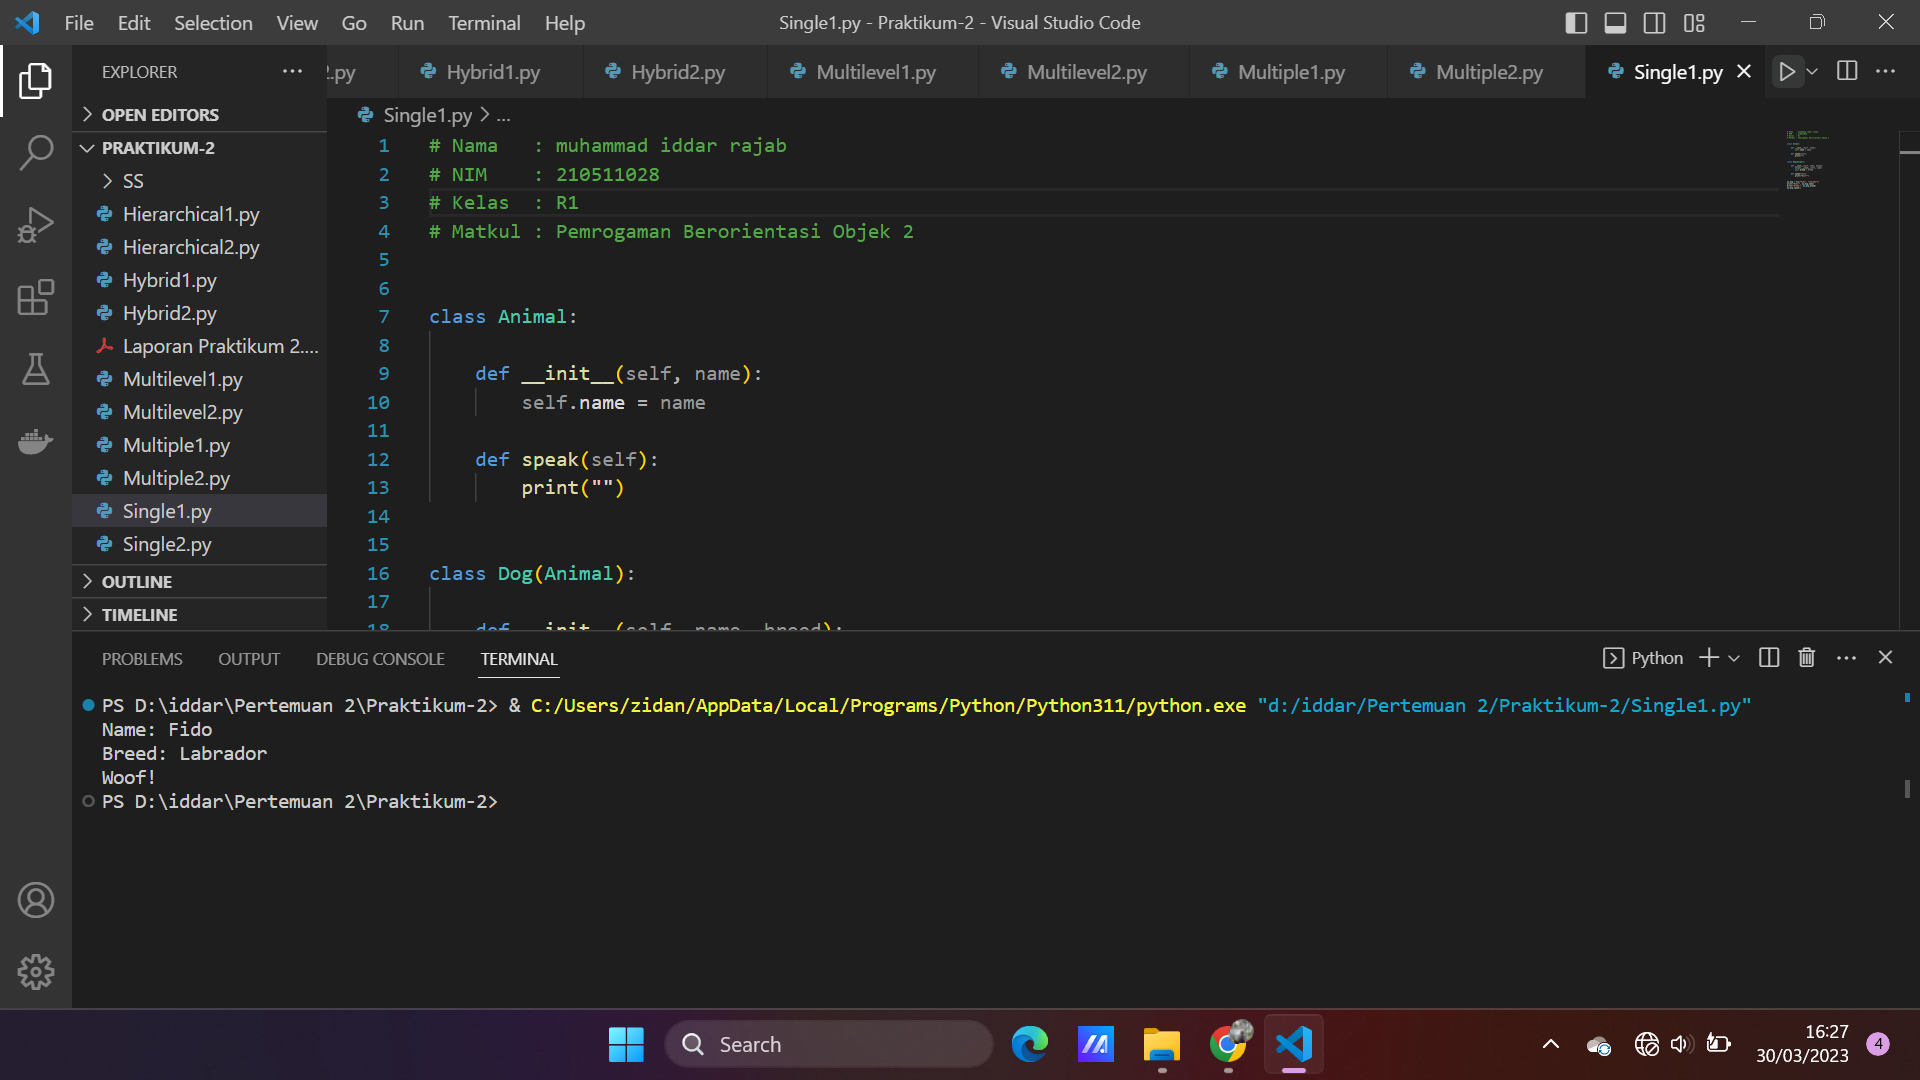 File Edit Selection View Go Run Terminal Help
Single1.py - Praktikum-2 - Visual Studio Code
EXPLORER
2.py Hybrid1.py Hybrid2.py Multilevel1.py Multilevel2.py Multiple1.py Multiple2.py Single1.py
OPEN EDITORS
PRAKTIKUM-2
SS
Hierarchical1.py
Hierarchical2.py
Hybrid1.py
Hybrid2.py
Laporan Praktikum 2....
Multilevel1.py
Multilevel2.py
Multiple1.py
Multiple2.py
Single1.py
Single2.py
OUTLINE
TIMELINE
Single1.py > ...
1 # Nama   : muhammad iddar rajab
2 # NIM    : 210511028
3 # Kelas  : R1
4 # Matkul : Pemrogaman Berorientasi Objek 2
5
6
7 class Animal:
8
9     def __init__(self, name):
10         self.name = name
11
12     def speak(self):
13         print("")
14
15
16 class Dog(Animal):
17
18     def __init__(self, name, breed):
PROBLEMS OUTPUT DEBUG CONSOLE TERMINAL
Python
PS D:\iddar\Pertemuan 2\Praktikum-2> & C:/Users/zidan/AppData/Local/Programs/Python/Python311/python.exe "d:/iddar/Pertemuan 2/Praktikum-2/Single1.py"
Name: Fido
Breed: Labrador
Woof!
PS D:\iddar\Pertemuan 2\Praktikum-2>
Search
16:27
30/03/2023
4